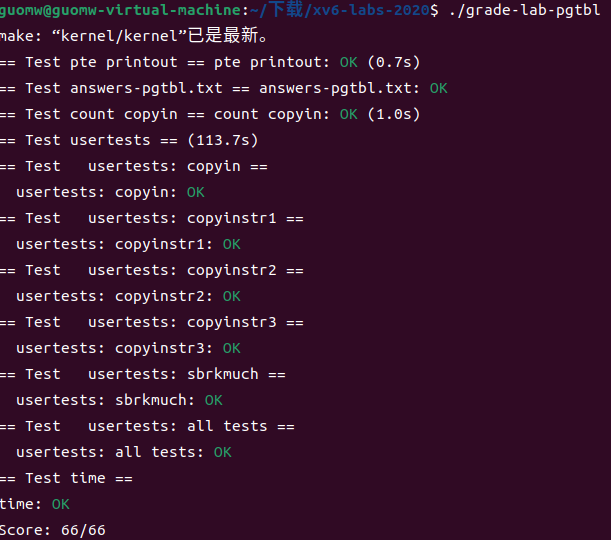 guomw@guomw-virtual-machine:~/下载/xv6-labs-2020$ ./grade-lab-pgtbl
make: “kernel/kernel”已是最新。
== Test pte printout == pte printout: OK (0.7s)
== Test answers-pgtbl.txt == answers-pgtbl.txt: OK
== Test count copyin == count copyin: OK (1.0s)
== Test usertests == (113.7s)
== Test   usertests: copyin ==
  usertests: copyin: OK
== Test   usertests: copyinstr1 ==
  usertests: copyinstr1: OK
== Test   usertests: copyinstr2 ==
  usertests: copyinstr2: OK
== Test   usertests: copyinstr3 ==
  usertests: copyinstr3: OK
== Test   usertests: sbrkmuch ==
  usertests: sbrkmuch: OK
== Test   usertests: all tests ==
  usertests: all tests: OK
== Test time ==
time: OK
Score: 66/66